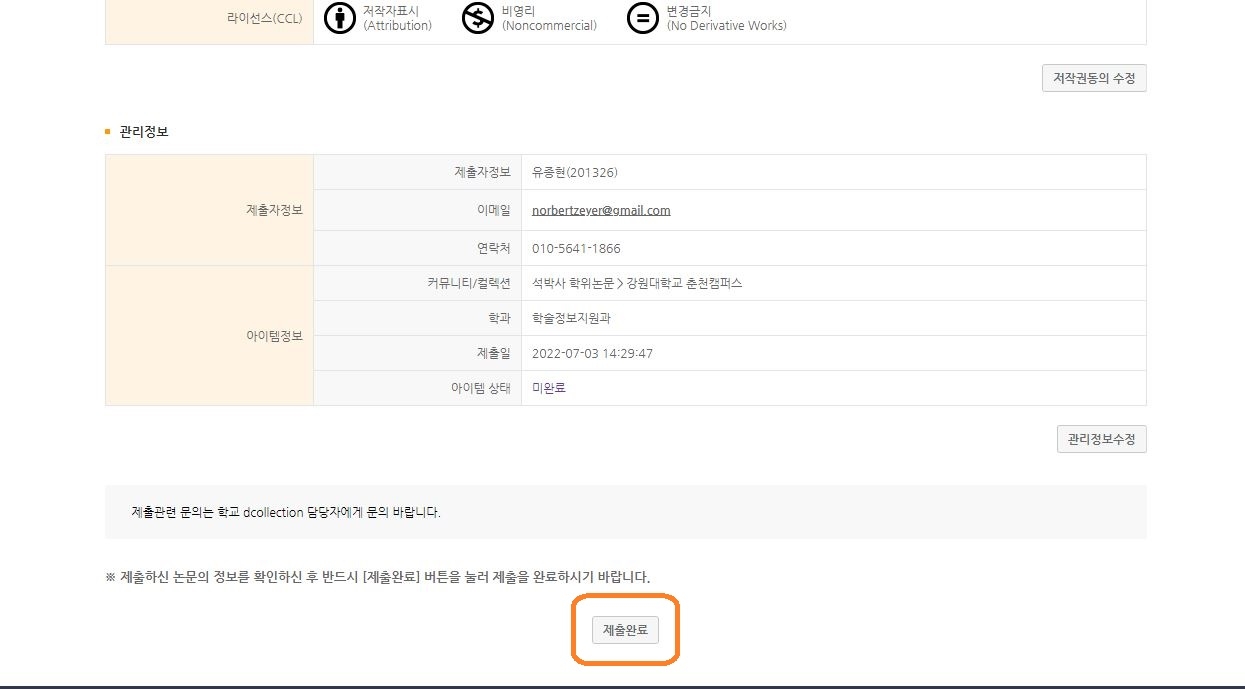 라이선스(CCL)
저작자표시
(Attribution)
비영리
(Noncommercial)
변경금지
(No Derivative Works)
저작권동의 수정
관리정보
제출자정보
제출자정보 유종현(201326)
이메일 norbertzeyer@gmail.com
연락처 010-5641-1866
아이템정보
커뮤니티/컬렉션 석박사 학위논문 > 강원대학교 춘천캠퍼스
학과 학술정보지원과
제출일 2022-07-03 14:29:47
아이템 상태 미완료
관리정보수정
제출관련 문의는 학교 dcollection 담당자에게 문의 바랍니다.
※ 제출하신 논문의 정보를 확인하신 후 반드시 [제출완료] 버튼을 눌러 제출을 완료하시기 바랍니다.
제출완료